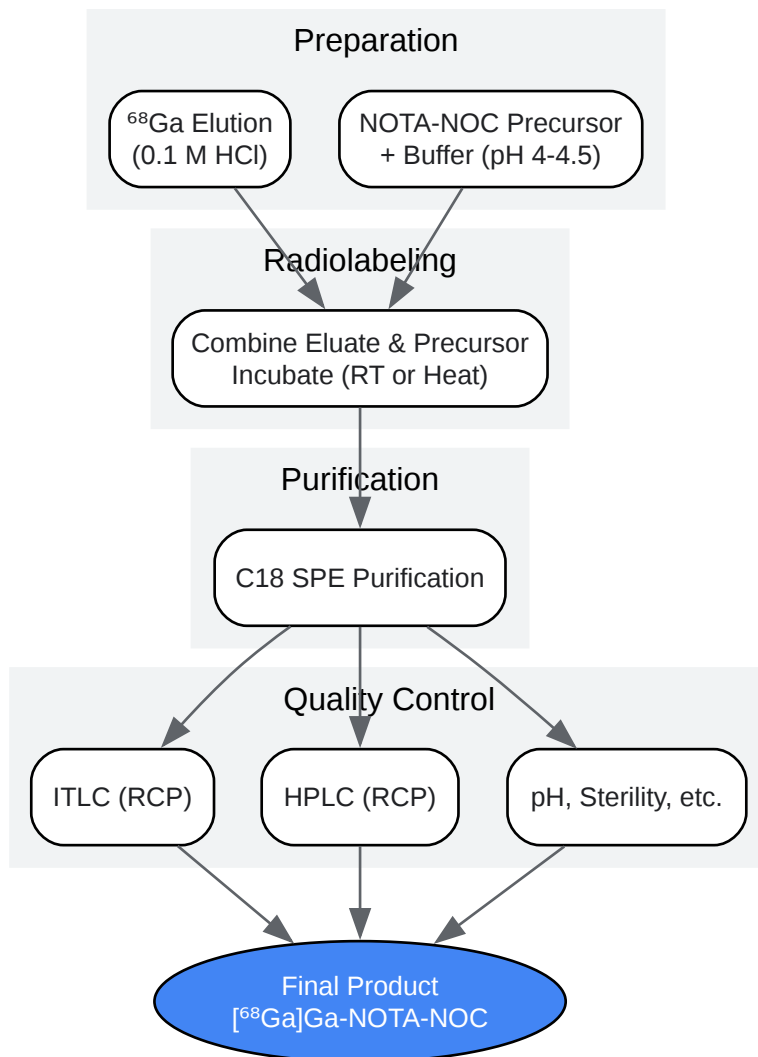 Preparation
⁶⁸Ga Elution
(0.1 M HCl)
NOTA-NOC Precursor
+ Buffer (pH 4-4.5)
Radiolabeling
Combine Eluate & Precursor
Incubate (RT or Heat)
Purification
C18 SPE Purification
Quality Control
ITLC (RCP)
HPLC (RCP)
pH, Sterility, etc.
Final Product
[⁶⁸Ga]Ga-NOTA-NOC